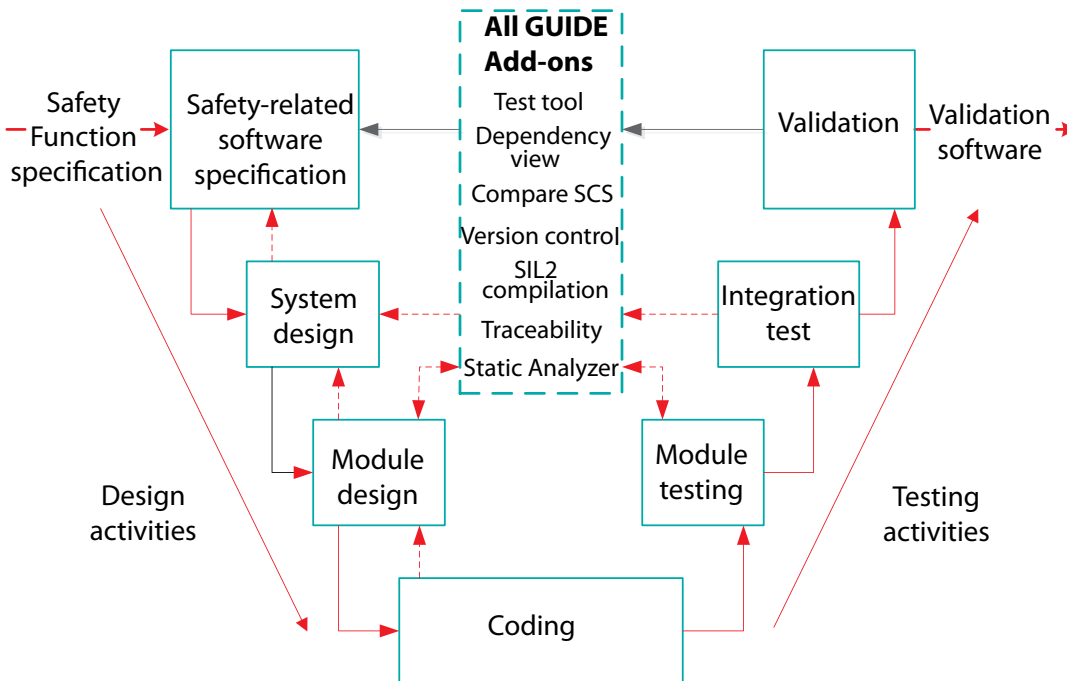 All GUIDE
Add-ons
Test tool
Dependency
view
Compare SCS
Version control
SIL2
compilation
Traceability
Static Analyzer
Safety
Function
specification
Safety-related
software
specification
Validation
Validation
software
System
design
Integration
test
Module
design
Module
testing
Design
activities
Testing
activities
Coding